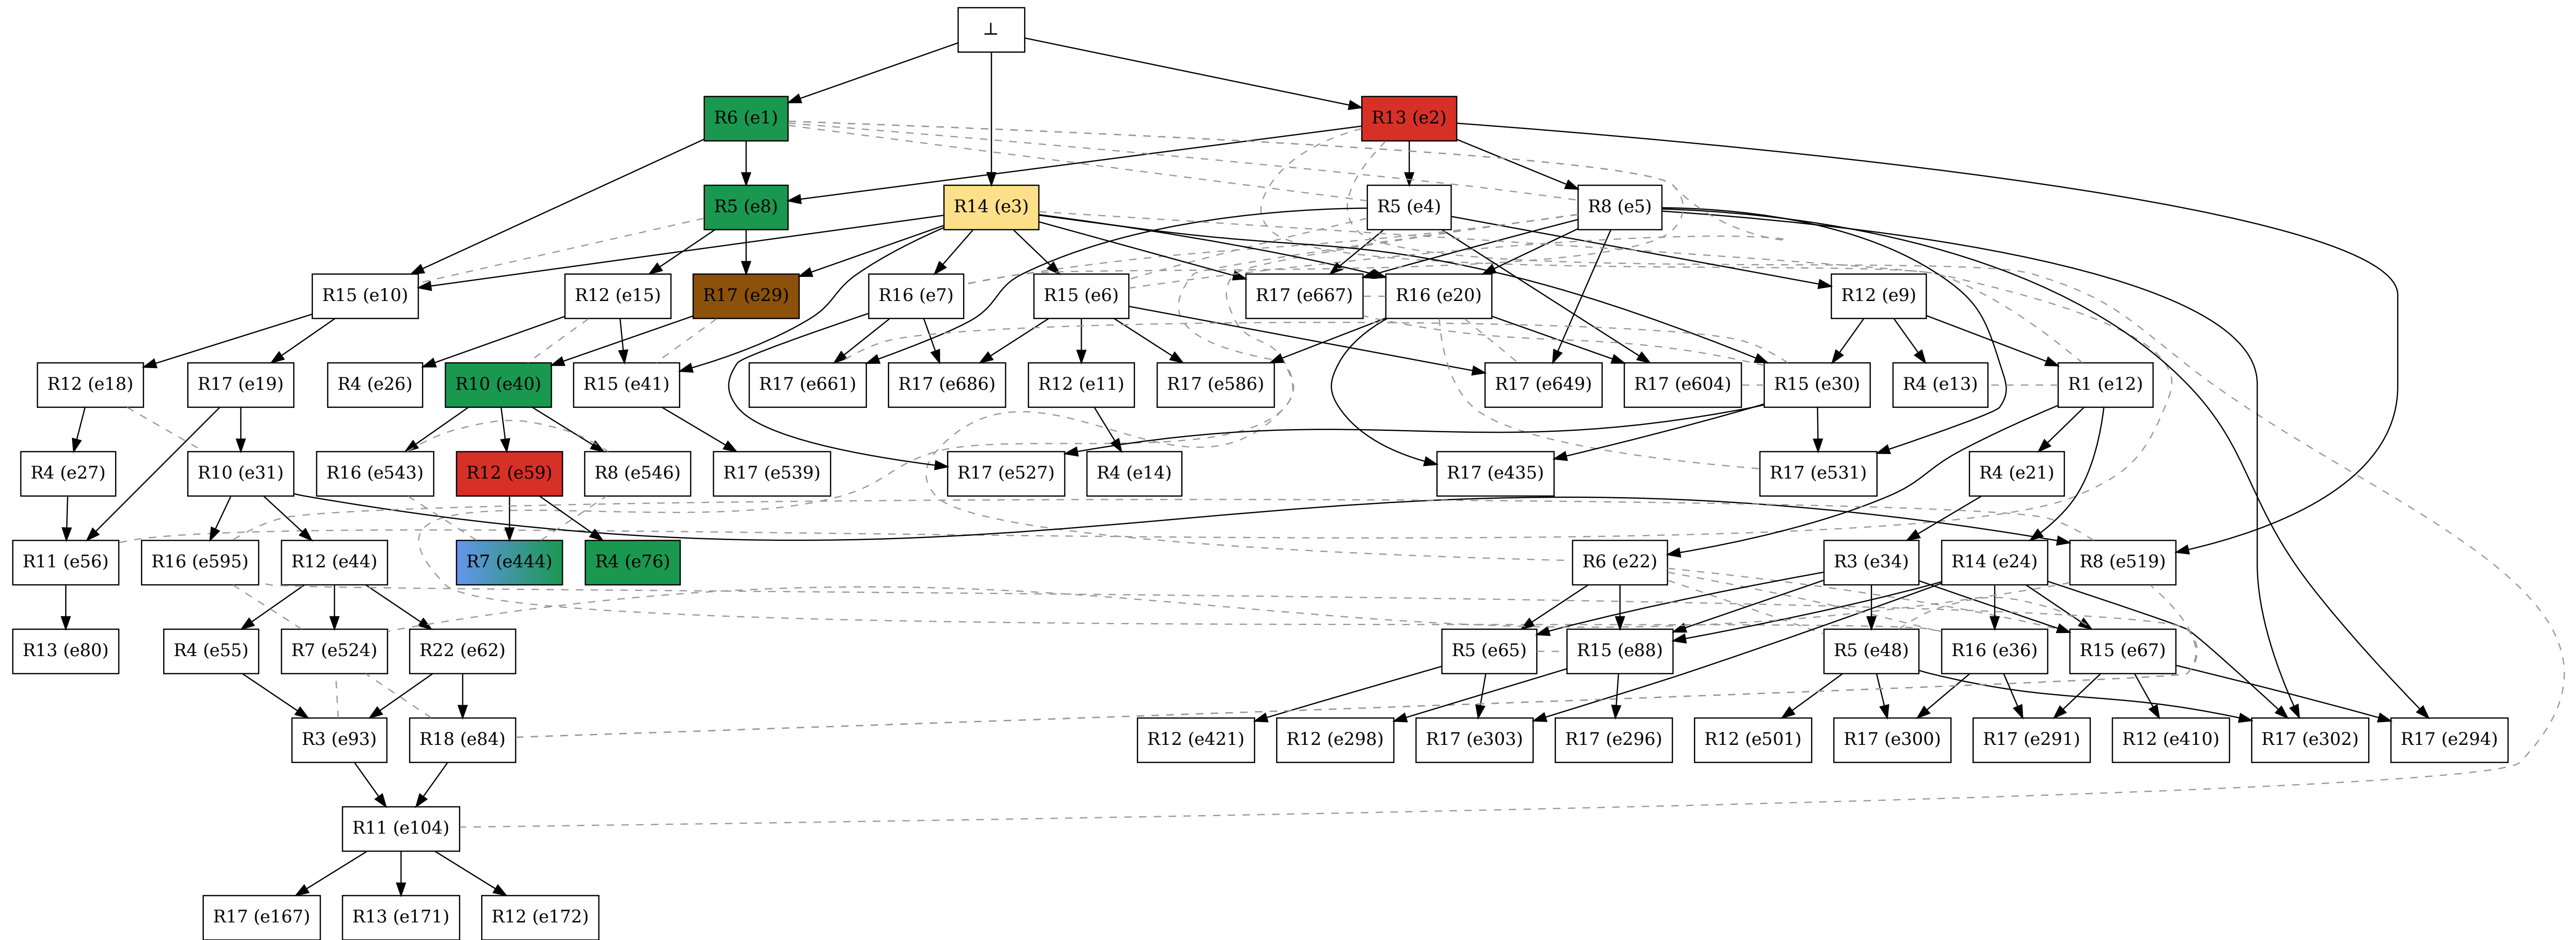 ⊥
R6 (e1)
R13 (e2)
R5 (e8)
R14 (e3)
R5 (e4)
R8 (e5)
R15 (e10)
R12 (e15)
R17 (e29)
R16 (e7)
R15 (e6)
R17 (e667)
R16 (e20)
R12 (e9)
R12 (e18)
R17 (e19)
R4 (e26)
R10 (e40)
R15 (e41)
R17 (e661)
R17 (e686)
R12 (e11)
R17 (e586)
R17 (e649)
R17 (e604)
R15 (e30)
R4 (e13)
R1 (e12)
R4 (e27)
R10 (e31)
R16 (e543)
R12 (e59)
R8 (e546)
R17 (e539)
R17 (e527)
R4 (e14)
R17 (e435)
R17 (e531)
R4 (e21)
R11 (e56)
R16 (e595)
R12 (e44)
R7 (e444)
R4 (e76)
R6 (e22)
R3 (e34)
R14 (e24)
R8 (e519)
R13 (e80)
R4 (e55)
R7 (e524)
R22 (e62)
R5 (e65)
R15 (e88)
R5 (e48)
R16 (e36)
R15 (e67)
R3 (e93)
R18 (e84)
R12 (e421)
R12 (e298)
R17 (e303)
R17 (e296)
R12 (e501)
R17 (e300)
R17 (e291)
R12 (e410)
R17 (e302)
R17 (e294)
R11 (e104)
R17 (e167)
R13 (e171)
R12 (e172)